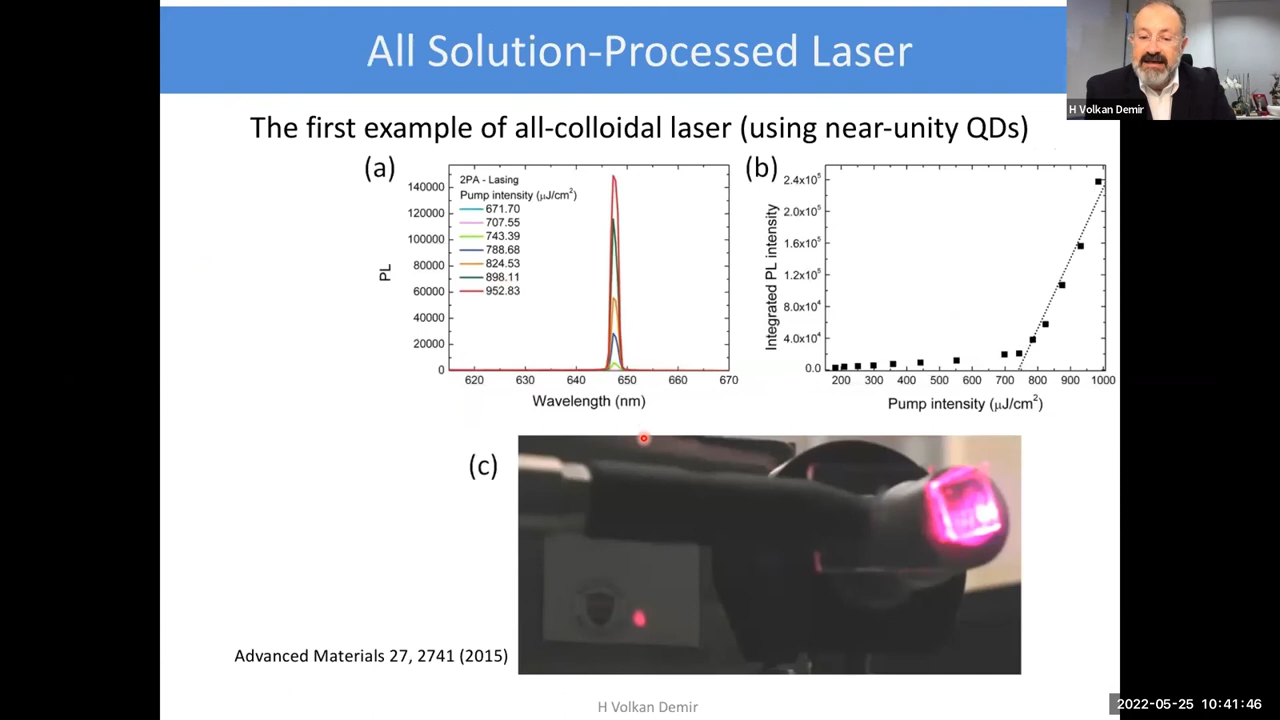 All Solution-Processed Laser
H Volkan Demir
The first example of all-colloidal laser (using near-unity QDs)
(a)
2PA - Lasing
Pump intensity (μJ/cm²)
671.70
707.55
743.39
788.68
824.53
898.11
952.83
PL
140000
120000
100000
80000
60000
40000
20000
0
620 630 640 650 660 670
Wavelength (nm)
(b)
Integrated PL intensity
2.4x10⁵
2.0x10⁵
1.6x10⁵
1.2x10⁵
8.0x10⁴
4.0x10⁴
0.0
200 300 400 500 600 700 800 900 1000
Pump intensity (μJ/cm²)
(c)
Advanced Materials 27, 2741 (2015)
H Volkan Demir
2022-05-25 10:41:46